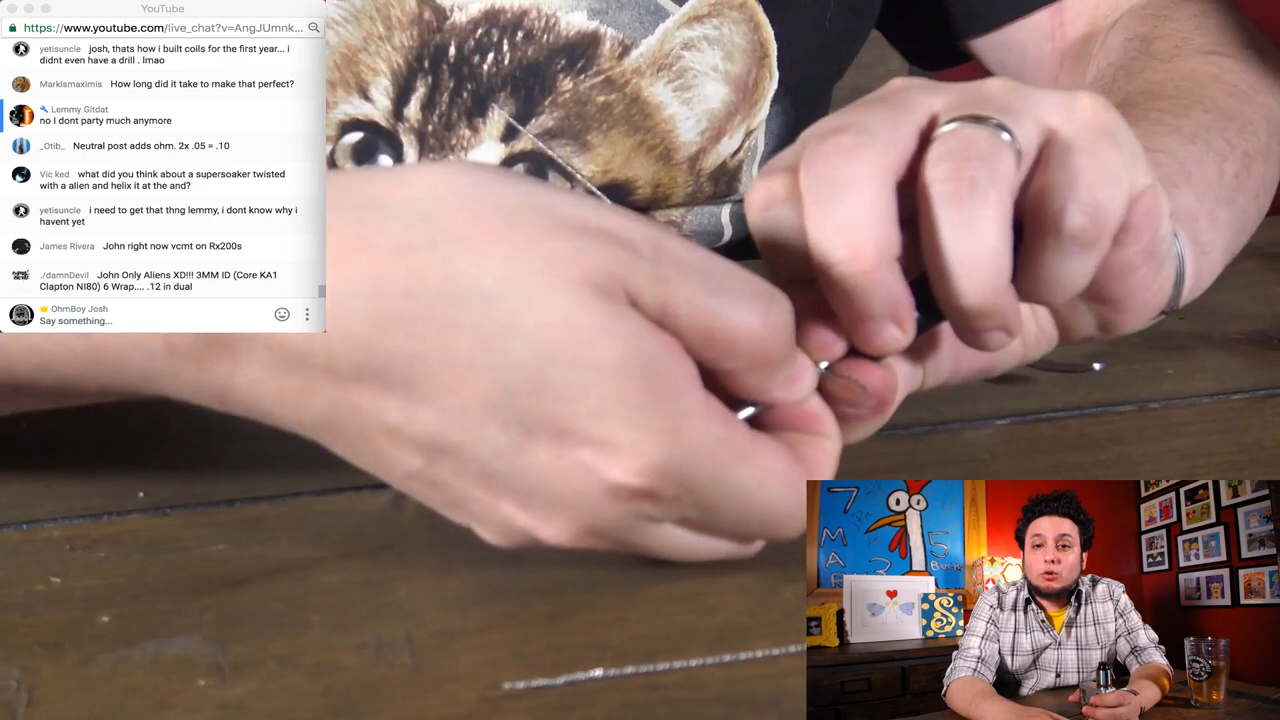 YouTube
https://www.youtube.com/live_chat?v=AngJUmnk...
yetisuncle josh, thats how i built coils for the first year... i
didnt even have a drill . lmao
Markismaximis How long did it take to make that perfect?
Lemmy Gitdat
no I dont party much anymore
_Otib_ Neutral post adds ohm. 2x .05 = .10
Vic ked what did you think about a supersoaker twisted
with a alien and helix it at the and?
yetisuncle i need to get that thng lemmy, i dont know why i
havent yet
James Rivera John right now vcmt on Rx200s
./damnDevil John Only Aliens XD!!! 3MM ID (Core KA1
Clapton NI80) 6 Wrap.... .12 in dual
OhmBoy Josh
Say something...
7
M
A
5
S